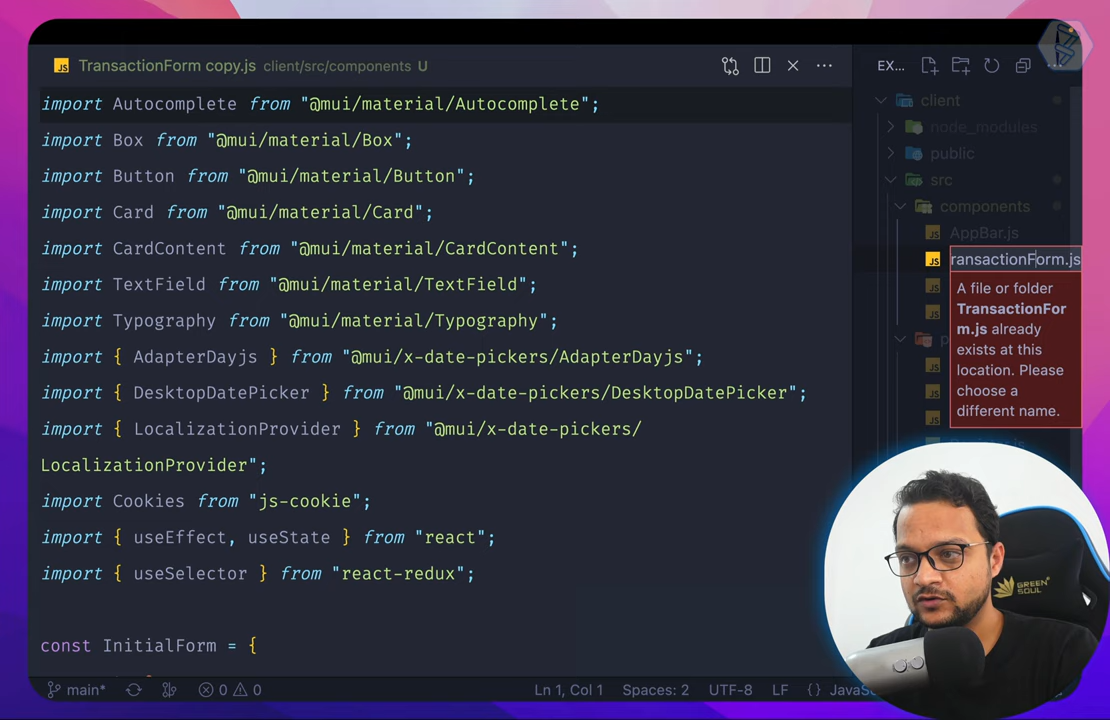 TransactionForm copy.js client/src/components U
import Autocomplete from "@mui/material/Autocomplete";
import Box from "@mui/material/Box";
import Button from "@mui/material/Button";
import Card from "@mui/material/Card";
import CardContent from "@mui/material/CardContent";
import TextField from "@mui/material/TextField";
import Typography from "@mui/material/Typography";
import { AdapterDayjs } from "@mui/x-date-pickers/AdapterDayjs";
import { DesktopDatePicker } from "@mui/x-date-pickers/DesktopDatePicker";
import { LocalizationProvider } from "@mui/x-date-pickers/
LocalizationProvider";
import Cookies from "js-cookie";
import { useEffect, useState } from "react";
import { useSelector } from "react-redux";
const InitialForm = {
main* 0 0 Ln 1, Col 1 Spaces: 2 UTF-8 LF {}
EX...
client
node_modules
public
src
components
AppBar.js
ransactionForm.js
A file or folder
TransactionFor
m.js already
exists at this
location. Please
choose a
different name.
GREEN
SOUL